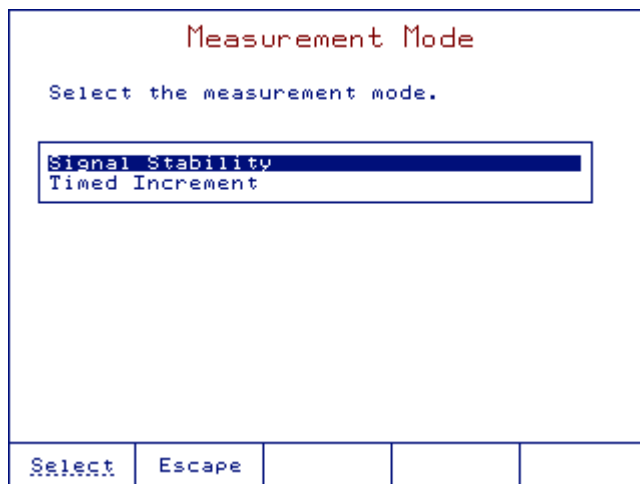 Measurement Mode
Select the measurement mode.
Signal Stability
Timed Increment
Select Escape